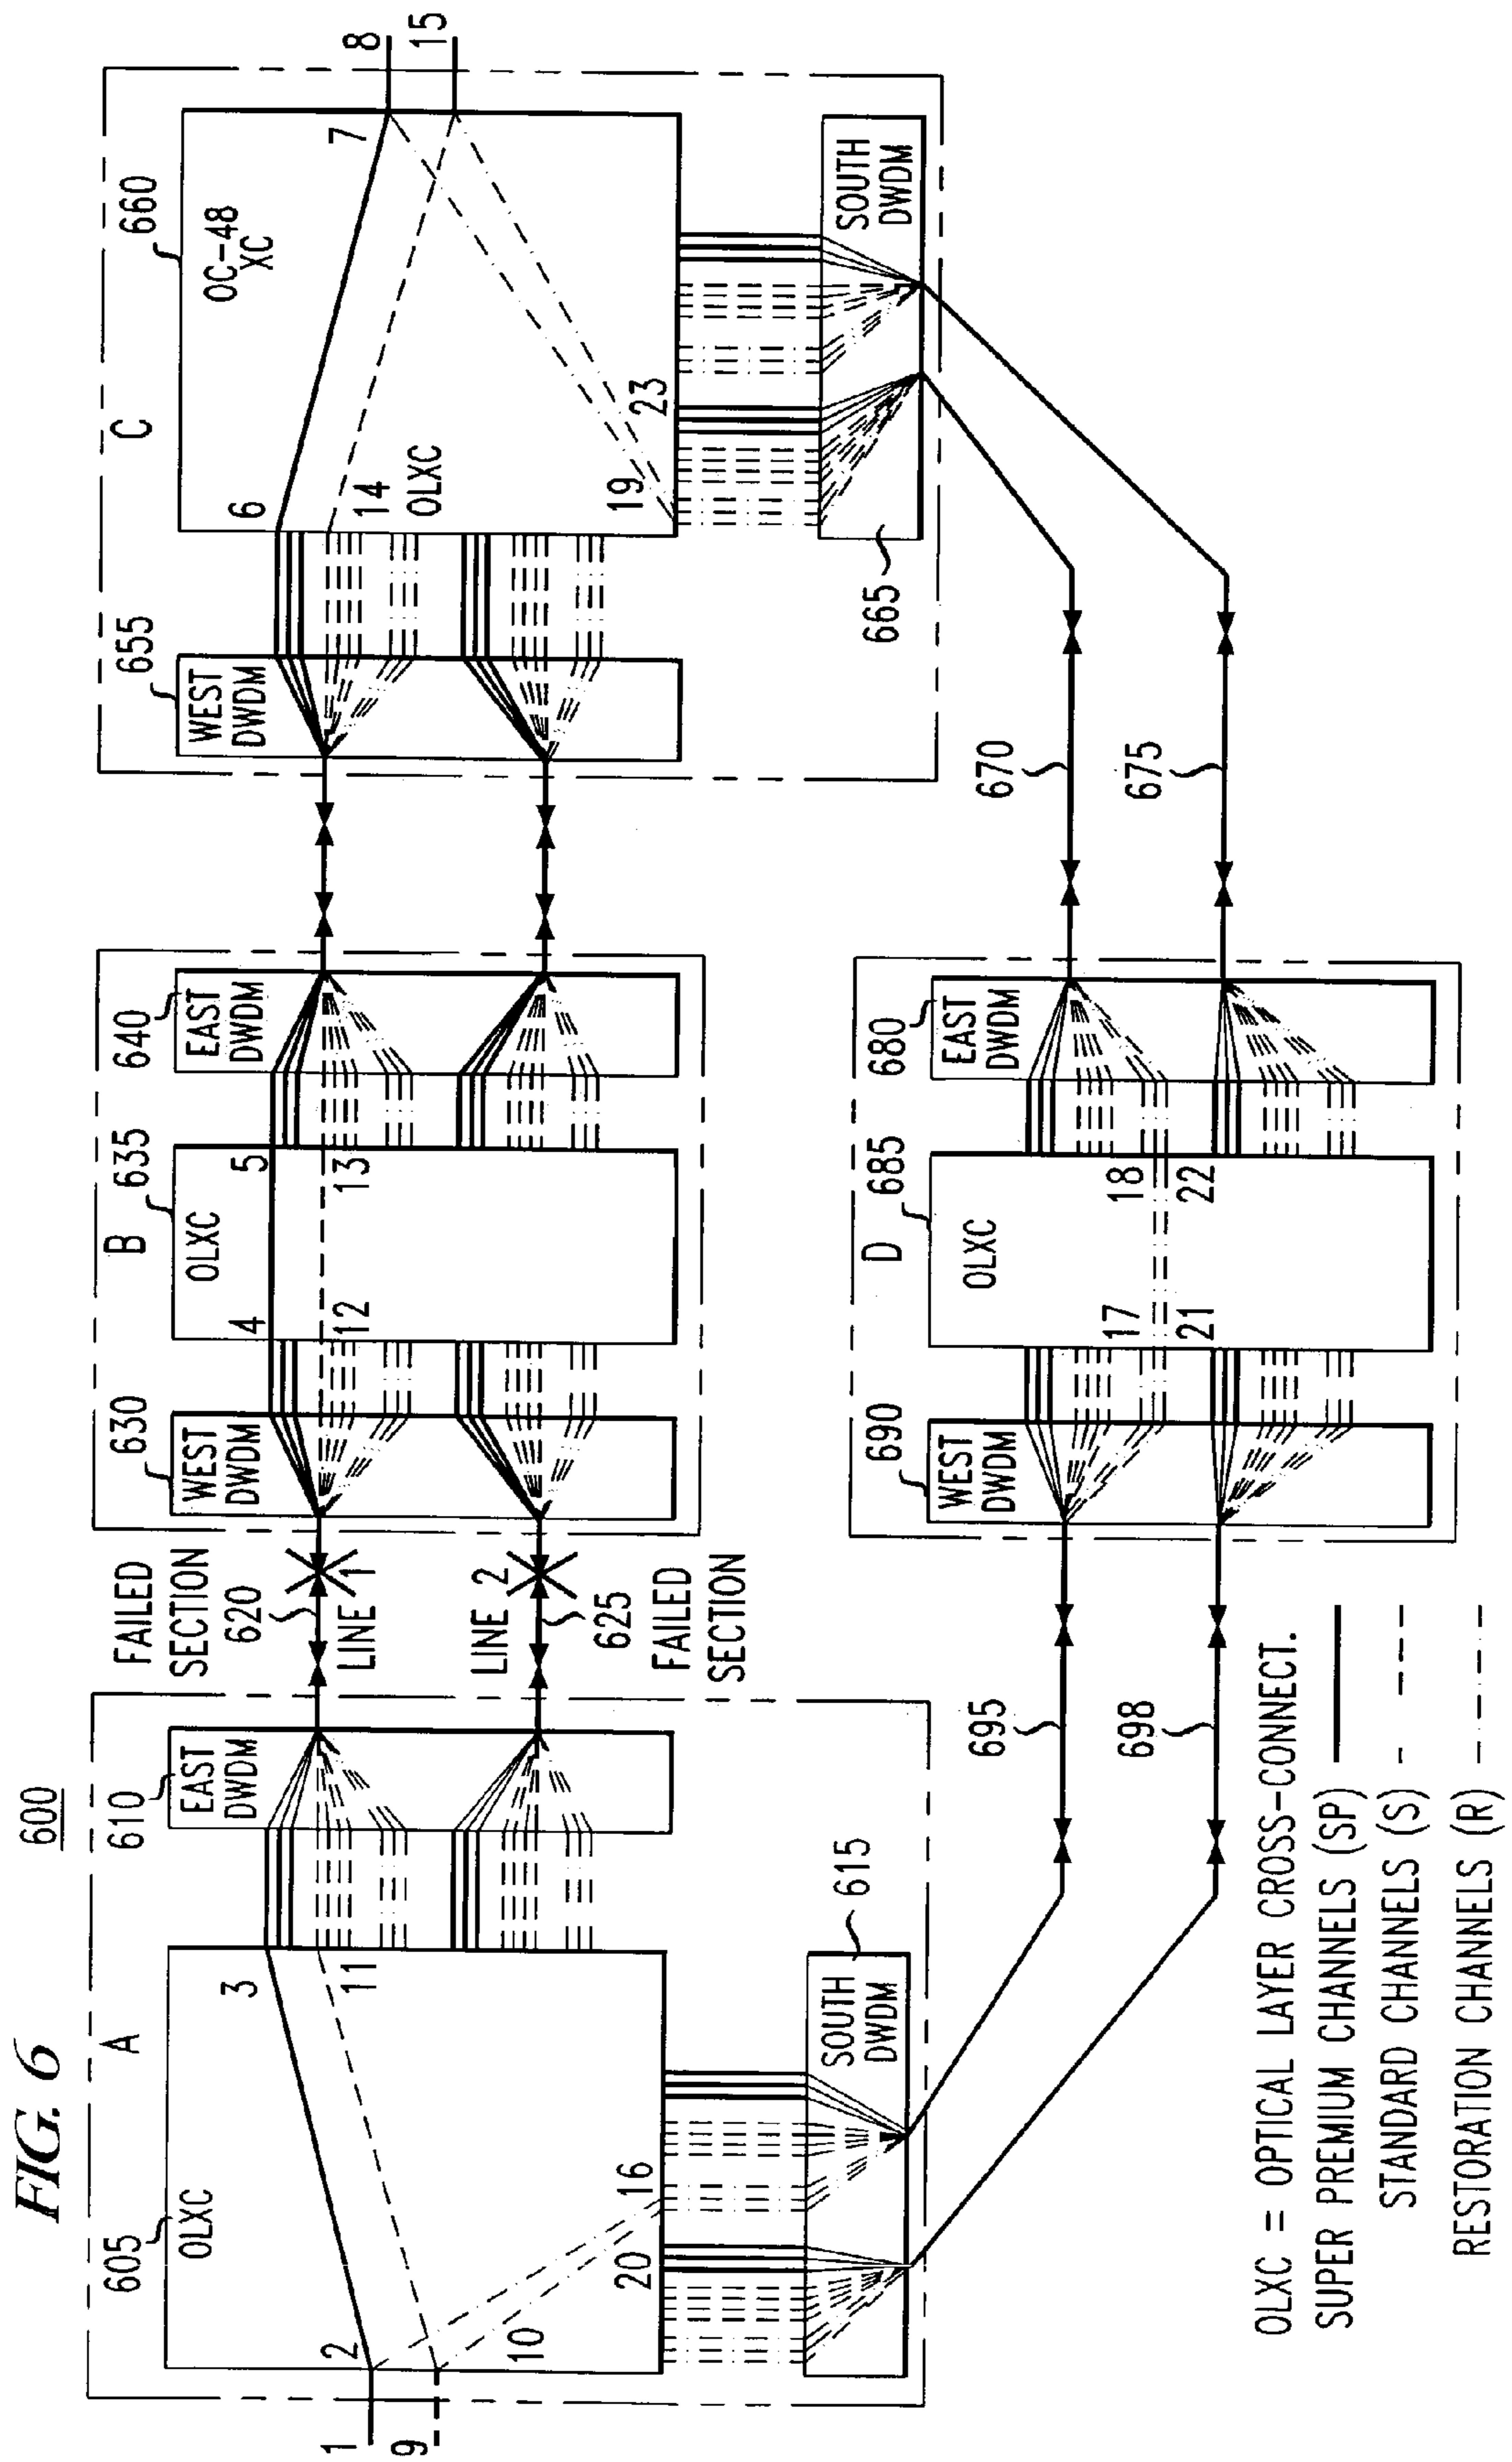 FIG. 6
600
A
605
OLXC
1
2
3
9
10
11
16
20
610
EAST
DWDM
615
SOUTH
DWDM
FAILED
SECTION
620
LINE 1
LINE 2
625
FAILED
SECTION
B
630
WEST
DWDM
635
OLXC
4
5
12
13
640
EAST
DWDM
C
655
WEST
DWDM
660
OC-48
XC
6
7
8
14
OLXC
15
19
23
665
SOUTH
DWDM
670
675
D
680
EAST
DWDM
685
OLXC
17
18
21
22
690
WEST
DWDM
695
698
OLXC = OPTICAL LAYER CROSS-CONNECT.
SUPER PREMIUM CHANNELS (SP)
STANDARD CHANNELS (S)
RESTORATION CHANNELS (R)